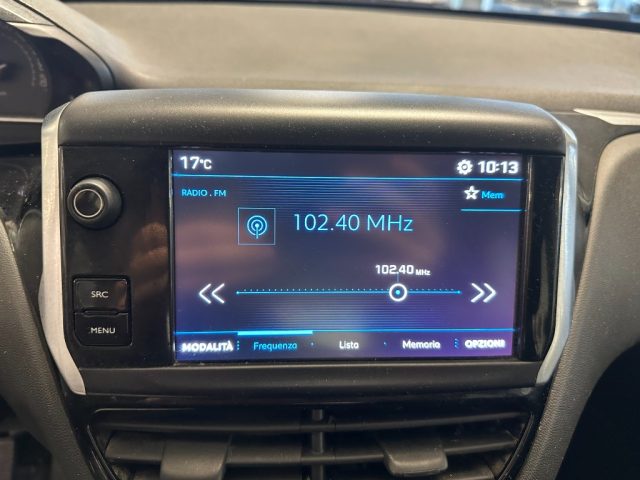 17°C 10:13
RADIO . FM Mem
102.40 MHz
102.40 MHz
SRC
MENU
MODALITÀ Frequenza Lista Memoria OPZIONI